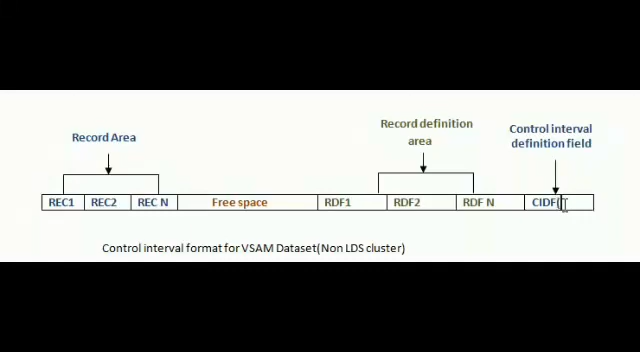 Record Area
Record definition
area
Control interval
definition field
REC1 REC2 REC N Free space RDF1 RDF2 RDF N CIDF(
Control interval format for VSAM Dataset(Non LDS cluster)